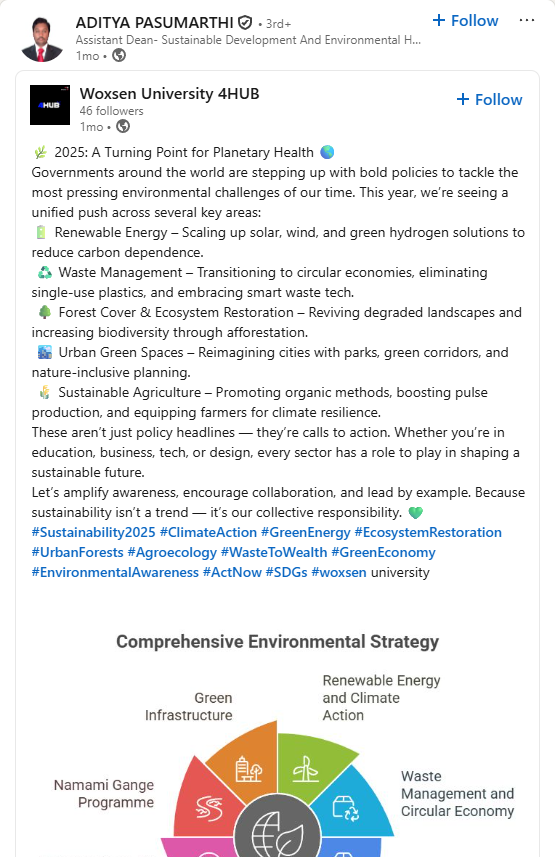 ADITYA PASUMARTHI • 3rd+
+ Follow
...
Assistant Dean- Sustainable Development And Environmental H...
1mo •
4HUB
Woxsen University 4HUB
46 followers
+ Follow
1mo •
2025: A Turning Point for Planetary Health
Governments around the world are stepping up with bold policies to tackle the
most pressing environmental challenges of our time. This year, we’re seeing a
unified push across several key areas:
Renewable Energy – Scaling up solar, wind, and green hydrogen solutions to
reduce carbon dependence.
Waste Management – Transitioning to circular economies, eliminating
single-use plastics, and embracing smart waste tech.
Forest Cover & Ecosystem Restoration – Reviving degraded landscapes and
increasing biodiversity through afforestation.
Urban Green Spaces – Reimagining cities with parks, green corridors, and
nature-inclusive planning.
Sustainable Agriculture – Promoting organic methods, boosting pulse
production, and equipping farmers for climate resilience.
These aren’t just policy headlines — they’re calls to action. Whether you’re in
education, business, tech, or design, every sector has a role to play in shaping a
sustainable future.
Let’s amplify awareness, encourage collaboration, and lead by example. Because
sustainability isn’t a trend — it’s our collective responsibility.
#Sustainability2025 #ClimateAction #GreenEnergy #EcosystemRestoration
#UrbanForests #Agroecology #WasteToWealth #GreenEconomy
#EnvironmentalAwareness #ActNow #SDGs #woxsen university
Comprehensive Environmental Strategy
Renewable Energy
and Climate
Action
Green
Infrastructure
Waste
Management and
Circular Economy
Namami Gange
Programme